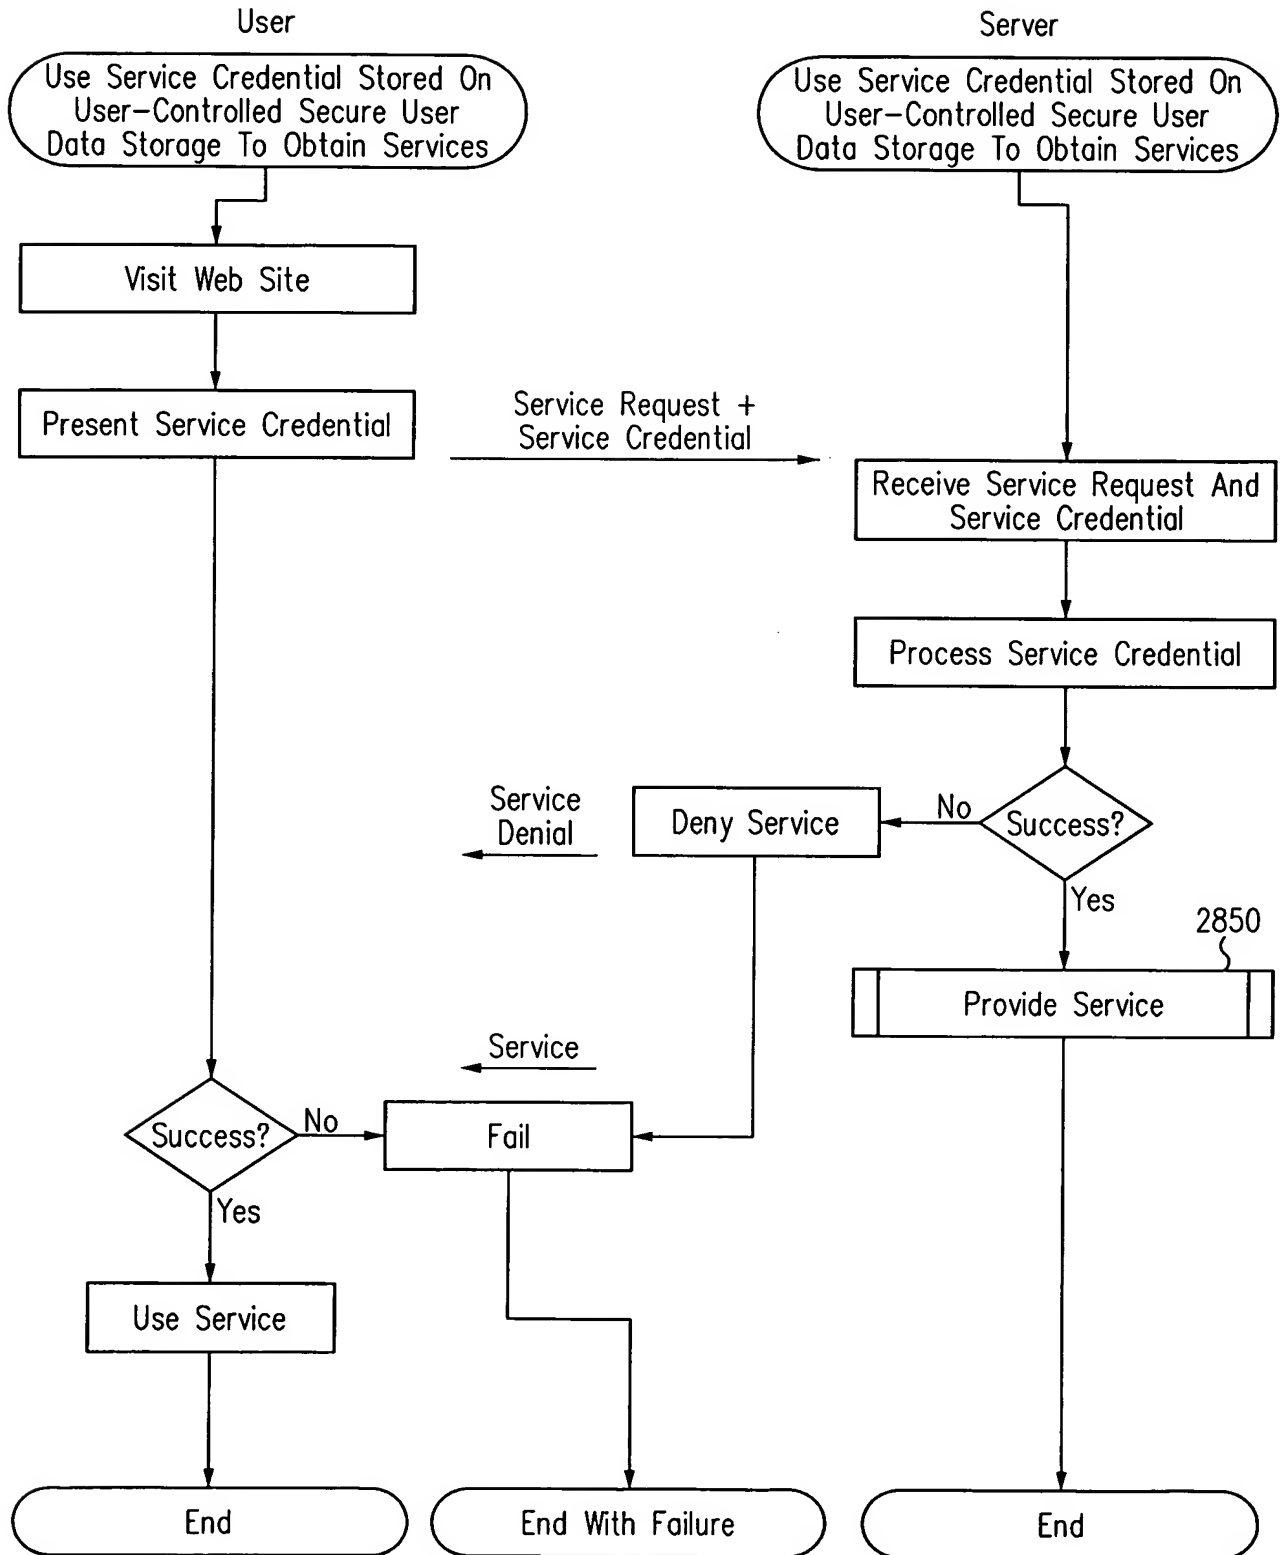 User
Server
Use Service Credential Stored On
User-Controlled Secure User
Data Storage To Obtain Services
Use Service Credential Stored On
User-Controlled Secure User
Data Storage To Obtain Services
Visit Web Site
Present Service Credential
Service Request +
Service Credential
Receive Service Request And
Service Credential
Process Service Credential
Service
Denial
Deny Service
No
Success?
Yes
2850
Provide Service
Service
Success?
No
Fail
Yes
Use Service
End
End With Failure
End